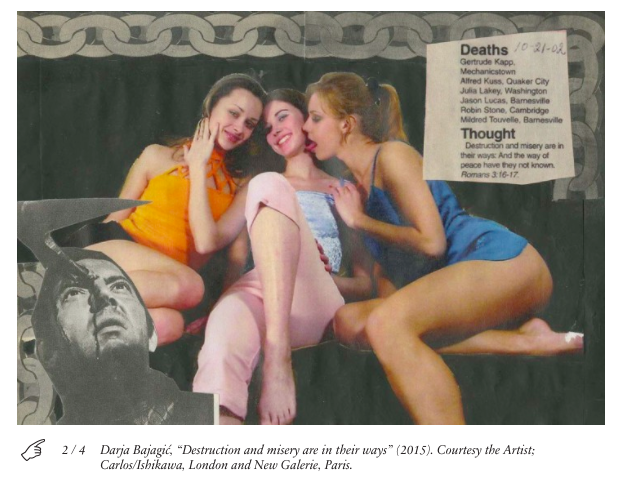 Deaths 10-21-02
Gertrude Kapp,
Mechanicstown
Alfred Kuss, Quaker City
Julia Lakey, Washington
Jason Lucas, Barnesville
Robin Stone, Cambridge
Mildred Touvelle, Barnesville
Thought
Destruction and misery are in
their ways: And the way of
peace have they not known.
Romans 3:16-17.
2 / 4 Darja Bajagić, “Destruction and misery are in their ways” (2015). Courtesy the Artist;
Carlos/Ishikawa, London and New Galerie, Paris.